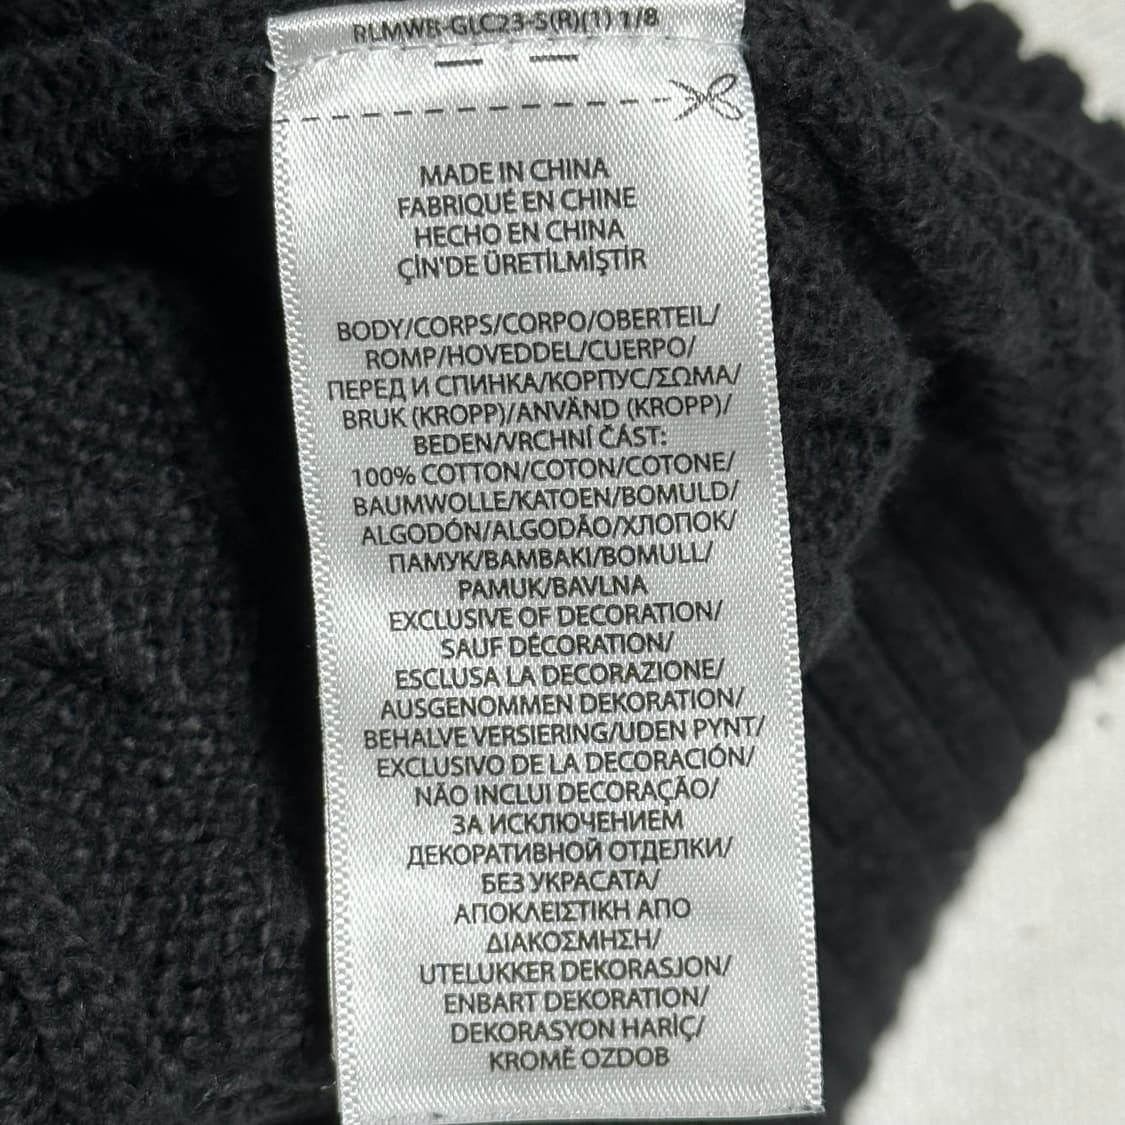 RLMWB-GLC23-S(R)(1) 1/8
MADE IN CHINA
FABRIQUÉ EN CHINE
HECHO EN CHINA
ÇİN'DE ÜRETİLMİŞTİR
BODY/CORPS/CORPO/OBERTEIL/
ROMP/HOVEDDEL/CUERPO/
ПЕРЕД И СПИНКА/КОРПУС/ΣΩΜΑ/
BRUK (KROPP)/ANVÄND (KROPP)/
BEDEN/VRCHNÍ ČÁST:
100% COTTON/COTON/COTONE/
BAUMWOLLE/KATOEN/BOMULD/
ALGODÓN/ALGODÃO/ХЛОПОК/
ПАМУК/ΒΑΜΒΑΚΙ/BOMULL/
PAMUK/BAVLNA
EXCLUSIVE OF DECORATION/
SAUF DÉCORATION/
ESCLUSA LA DECORAZIONE/
AUSGENOMMEN DEKORATION/
BEHALVE VERSIERING/UDEN PYNT/
EXCLUSIVO DE LA DECORACIÓN/
NÃO INCLUI DECORAÇÃO/
ЗА ИСКЛЮЧЕНИЕМ
ДЕКОРАТИВНОЙ ОТДЕЛКИ/
БЕЗ УКРАСАТА/
ΑΠΟΚΛΕΙΣΤΙΚΗ ΑΠΟ
ΔΙΑΚΟΣΜΗΣΗ/
UTELUKKER DEKORASJON/
ENBART DEKORATION/
DEKORASYON HARİÇ/
KROMĚ OZDOB